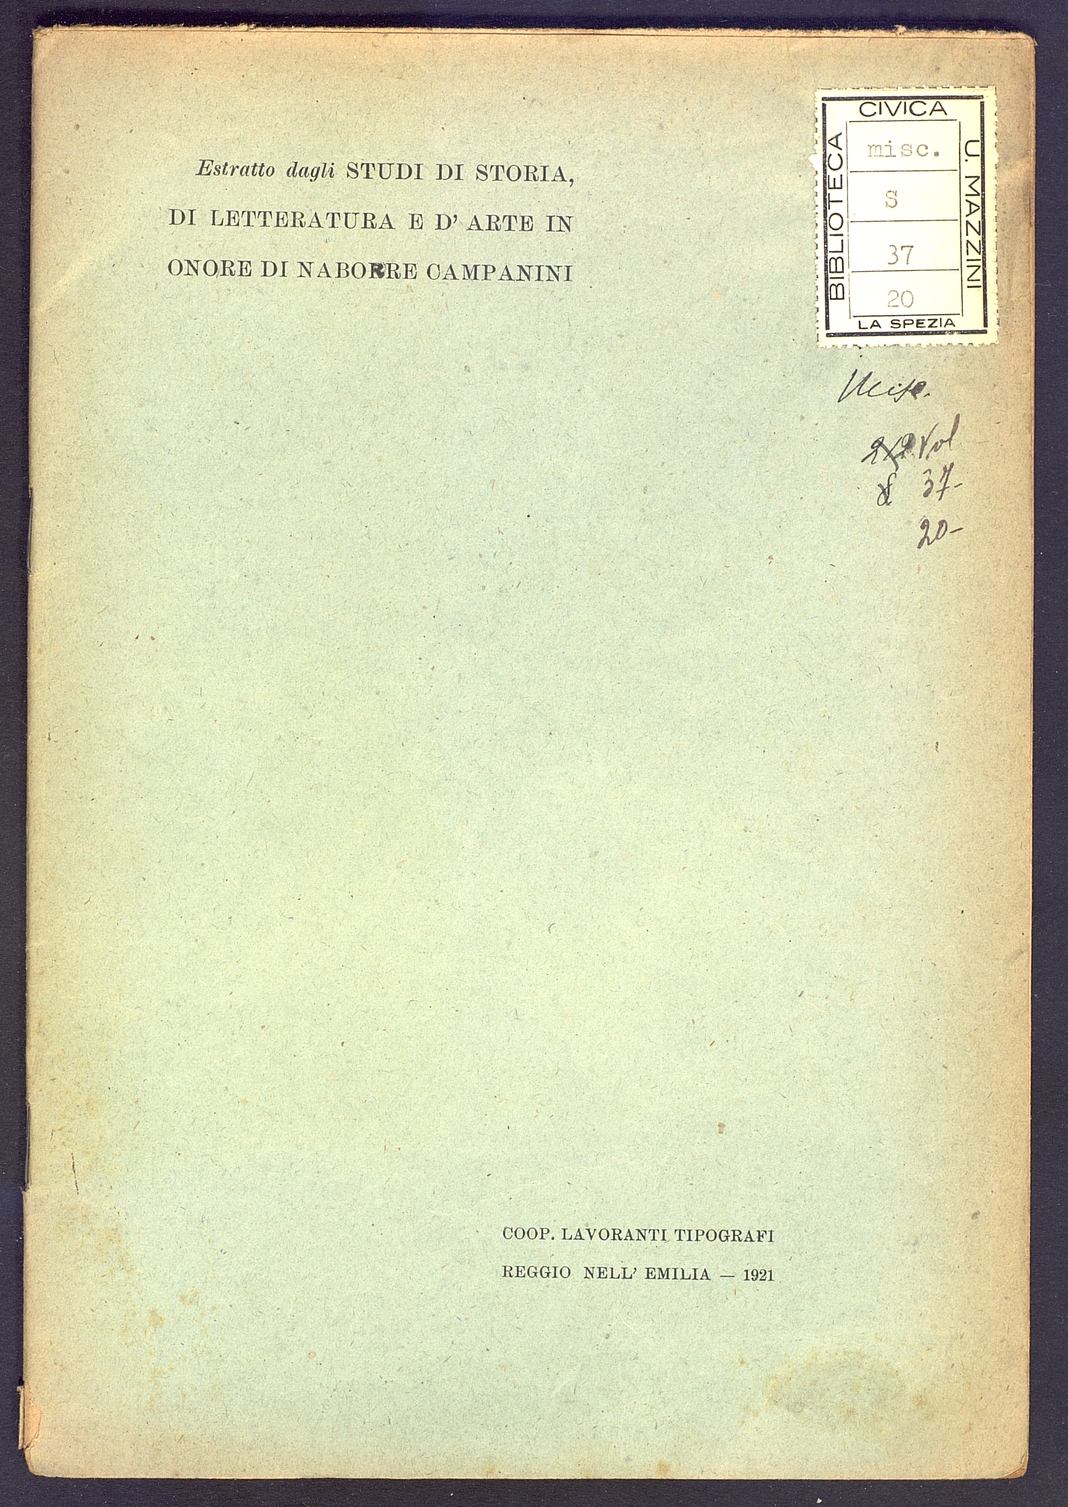 Estratto dagli STUDI DI STORIA,
DI LETTERATURA E D' ARTE IN
ONORE DI NABORRE CAMPANINI
CIVICA
BIBLIOTECA
U. MAZZINI
misc.
S
37
20
LA SPEZIA
Misc.
Vol
37-
20-
COOP. LAVORANTI TIPOGRAFI
REGGIO NELL' EMILIA — 1921